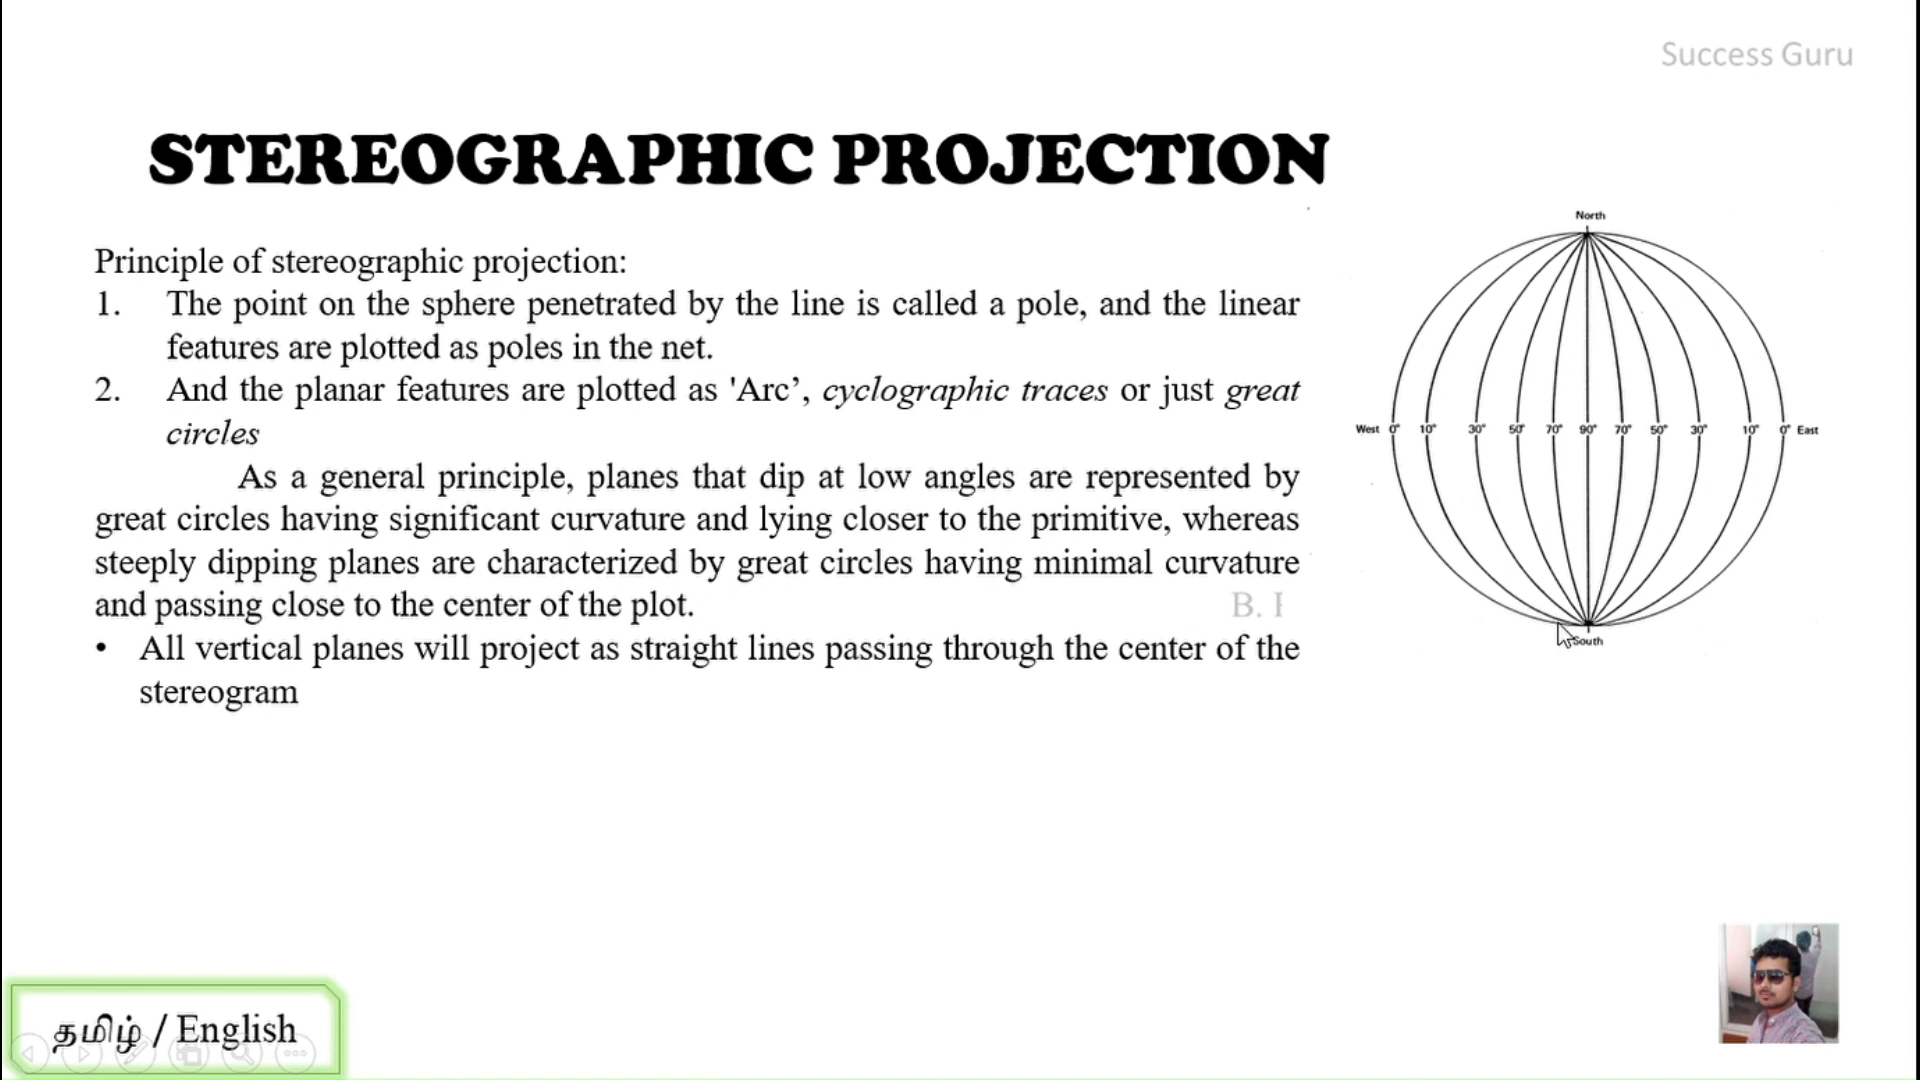 Success Guru
STEREOGRAPHIC PROJECTION
Principle of stereographic projection:
1. The point on the sphere penetrated by the line is called a pole, and the linear
features are plotted as poles in the net.
2. And the planar features are plotted as 'Arc’, cyclographic traces or just great
circles
As a general principle, planes that dip at low angles are represented by
great circles having significant curvature and lying closer to the primitive, whereas
steeply dipping planes are characterized by great circles having minimal curvature
and passing close to the center of the plot.
B. I
• All vertical planes will project as straight lines passing through the center of the
stereogram
North
West 0° 10° 30° 50° 70° 90° 70° 50° 30° 10° 0° East
South
தமிழ் / English